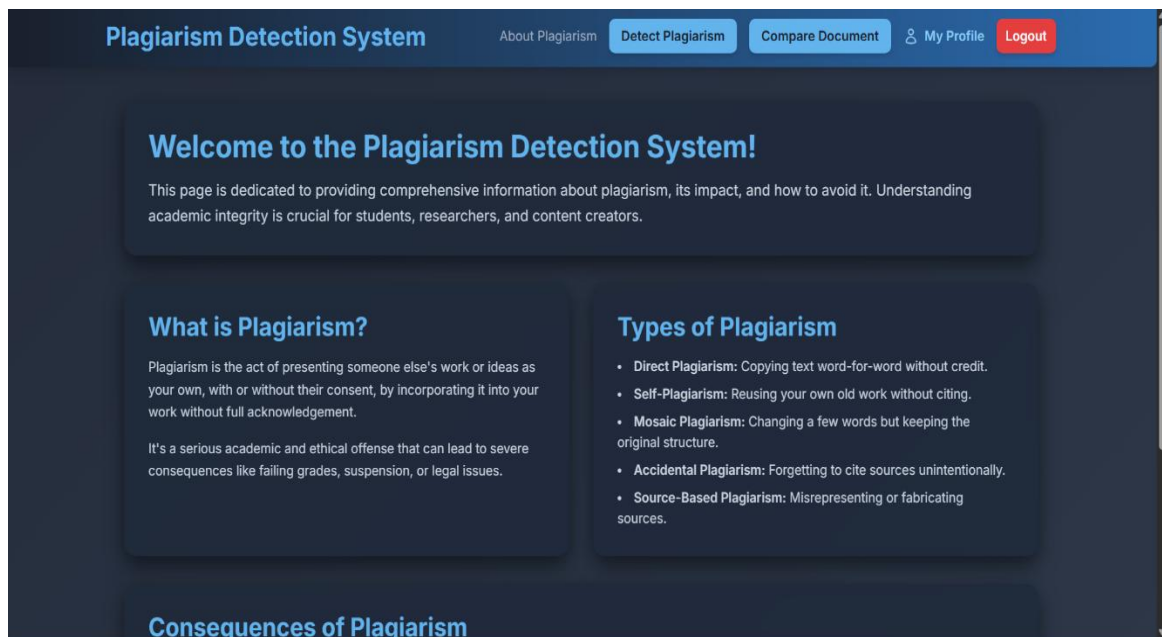 Plagiarism Detection System
About Plagiarism
Detect Plagiarism
Compare Document
My Profile
Logout
Welcome to the Plagiarism Detection System!
This page is dedicated to providing comprehensive information about plagiarism, its impact, and how to avoid it. Understanding
academic integrity is crucial for students, researchers, and content creators.
What is Plagiarism?
Plagiarism is the act of presenting someone else's work or ideas as
your own, with or without their consent, by incorporating it into your
work without full acknowledgement.
It's a serious academic and ethical offense that can lead to severe
consequences like failing grades, suspension, or legal issues.
Types of Plagiarism
• Direct Plagiarism: Copying text word-for-word without credit.
• Self-Plagiarism: Reusing your own old work without citing.
• Mosaic Plagiarism: Changing a few words but keeping the
original structure.
• Accidental Plagiarism: Forgetting to cite sources unintentionally.
• Source-Based Plagiarism: Misrepresenting or fabricating
sources.
Consequences of Plagiarism